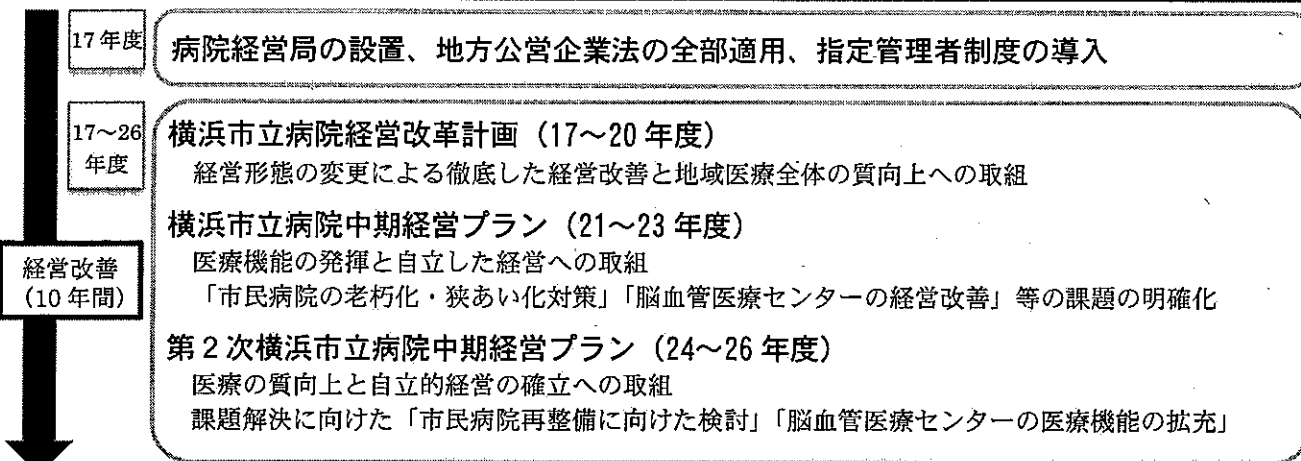 17年度
病院経営局の設置、地方公営企業法の全部適用、指定管理者制度の導入
17～26
年度
横浜市立病院経営改革計画（17～20年度）
経営形態の変更による徹底した経営改善と地域医療全体の質向上への取組
横浜市立病院中期経営プラン（21～23年度）
医療機能の発揮と自立した経営への取組
「市民病院の老朽化・狭あい化対策」「脳血管医療センターの経営改善」等の課題の明確化
経営改善
（10年間）
第２次横浜市立病院中期経営プラン（24～26年度）
医療の質向上と自立的経営の確立への取組
課題解決に向けた「市民病院再整備に向けた検討」「脳血管医療センターの医療機能の拡充」